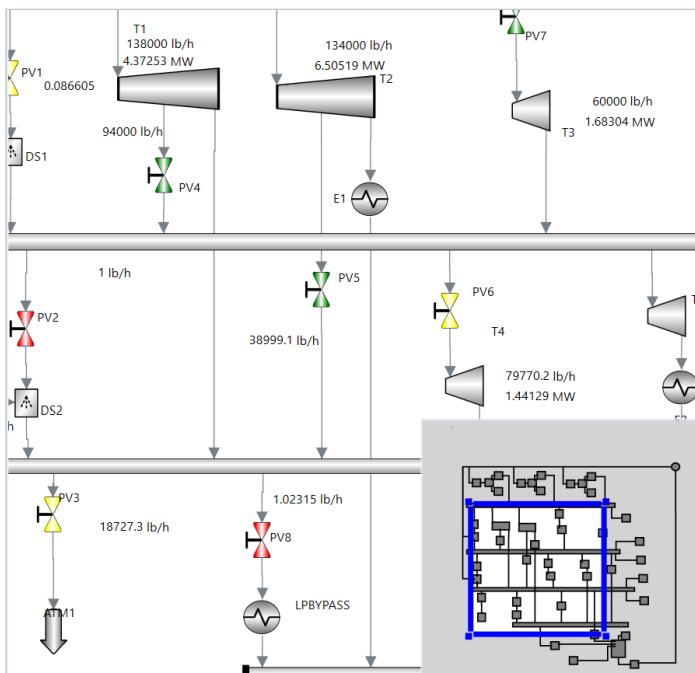 T1
138000 lb/h
4.37253 MW
134000 lb/h
6.50519 MW
T2
PV7
PV1
0.086605
60000 lb/h
1.68304 MW
T3
94000 lb/h
DS1
PV4
E1
1 lb/h
PV5
PV6
T
PV2
38999.1 lb/h
T4
79770.2 lb/h
1.44129 MW
DS2
h
PV3
1.02315 lb/h
18727.3 lb/h
PV8
ATM1
LPBYPASS